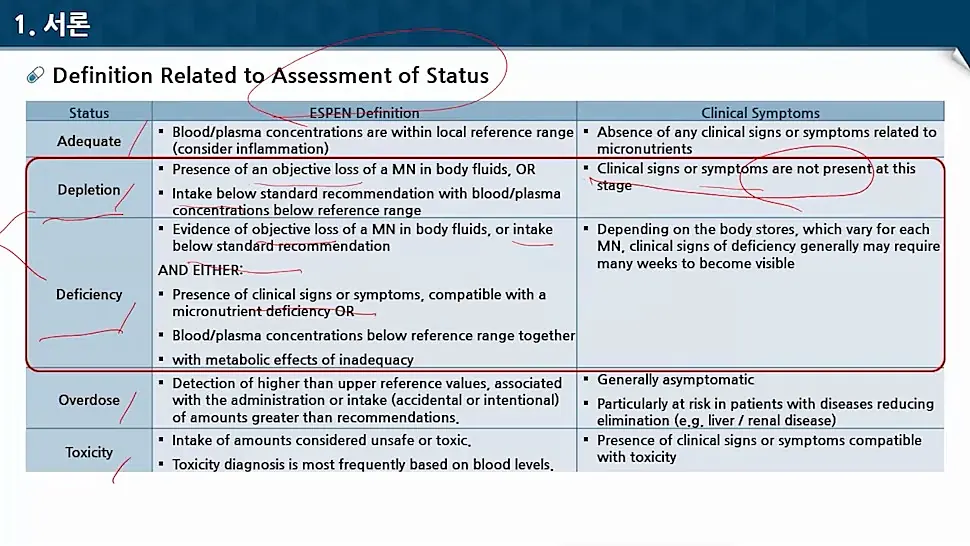 1. 서론
Definition Related to Assessment of Status
Status
ESPEN Definition
Clinical Symptoms
Adequate
▪ Blood/plasma concentrations are within local reference range
(consider inflammation)
▪ Absence of any clinical signs or symptoms related to
micronutrients
Depletion
▪ Presence of an objective loss of a MN in body fluids, OR
▪ Intake below standard recommendation with blood/plasma
concentrations below reference range
▪ Clinical signs or symptoms are not present at this
stage
Deficiency
▪ Evidence of objective loss of a MN in body fluids, or intake
below standard recommendation
AND EITHER:
▪ Presence of clinical signs or symptoms, compatible with a
micronutrient deficiency OR
▪ Blood/plasma concentrations below reference range together
▪ with metabolic effects of inadequacy
▪ Depending on the body stores, which vary for each
MN, clinical signs of deficiency generally may require
many weeks to become visible
Overdose
▪ Detection of higher than upper reference values, associated
with the administration or intake (accidental or intentional)
of amounts greater than recommendations.
▪ Generally asymptomatic
▪ Particularly at risk in patients with diseases reducing
elimination (e.g. liver / renal disease)
Toxicity
▪ Intake of amounts considered unsafe or toxic.
▪ Toxicity diagnosis is most frequently based on blood levels.
▪ Presence of clinical signs or symptoms compatible
with toxicity